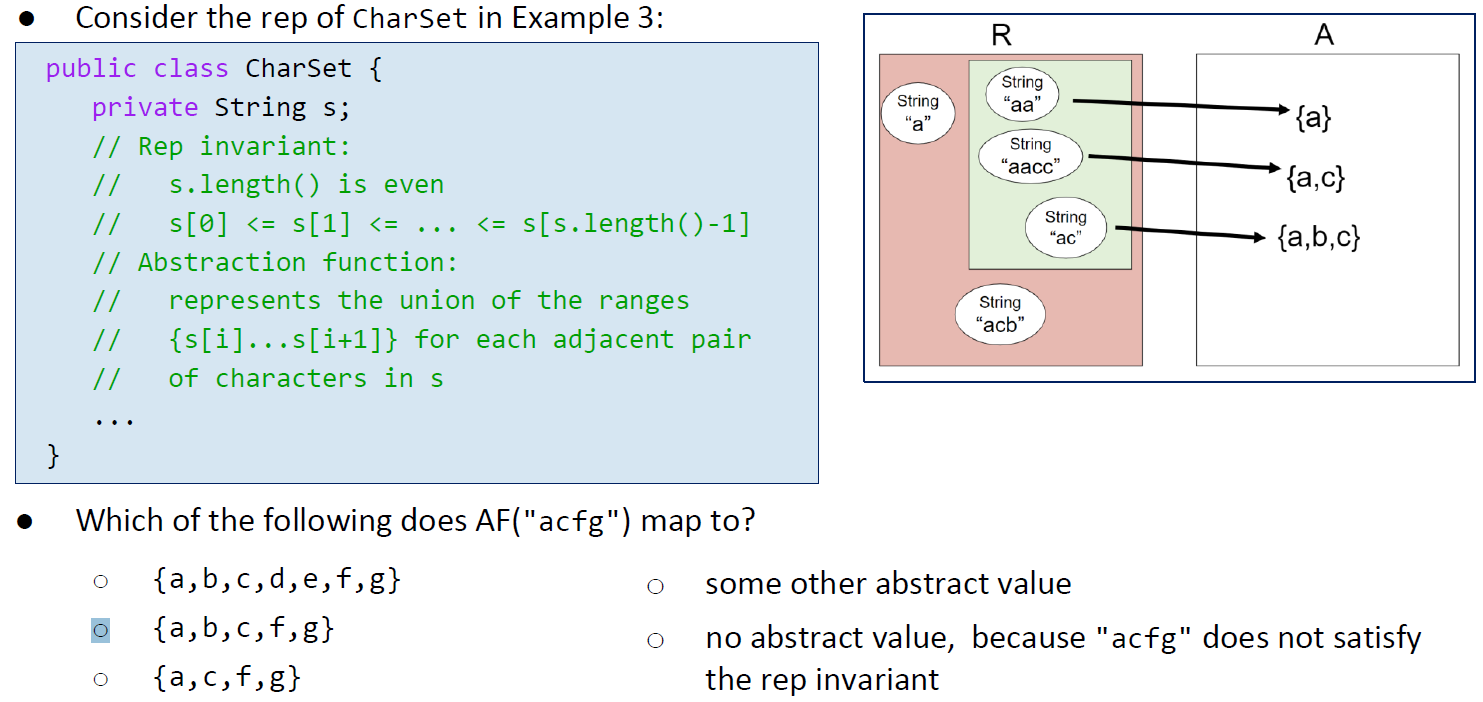 ● Consider the rep of CharSet in Example 3:
public class CharSet {
private String s;
// Rep invariant:
// s.length() is even
// s[0] <= s[1] <= ... <= s[s.length()-1]
// Abstraction function:
// represents the union of the ranges
// {s[i]...s[i+1]} for each adjacent pair
// of characters in s
...
}
R
A
String
“a”
String
“aa”
String
“aacc”
String
“ac”
String
“acb”
{a}
{a,c}
{a,b,c}
● Which of the following does AF("acfg") map to?
○ {a,b,c,d,e,f,g}
○ {a,b,c,f,g}
○ {a,c,f,g}
○ some other abstract value
○ no abstract value, because "acfg" does not satisfy
the rep invariant